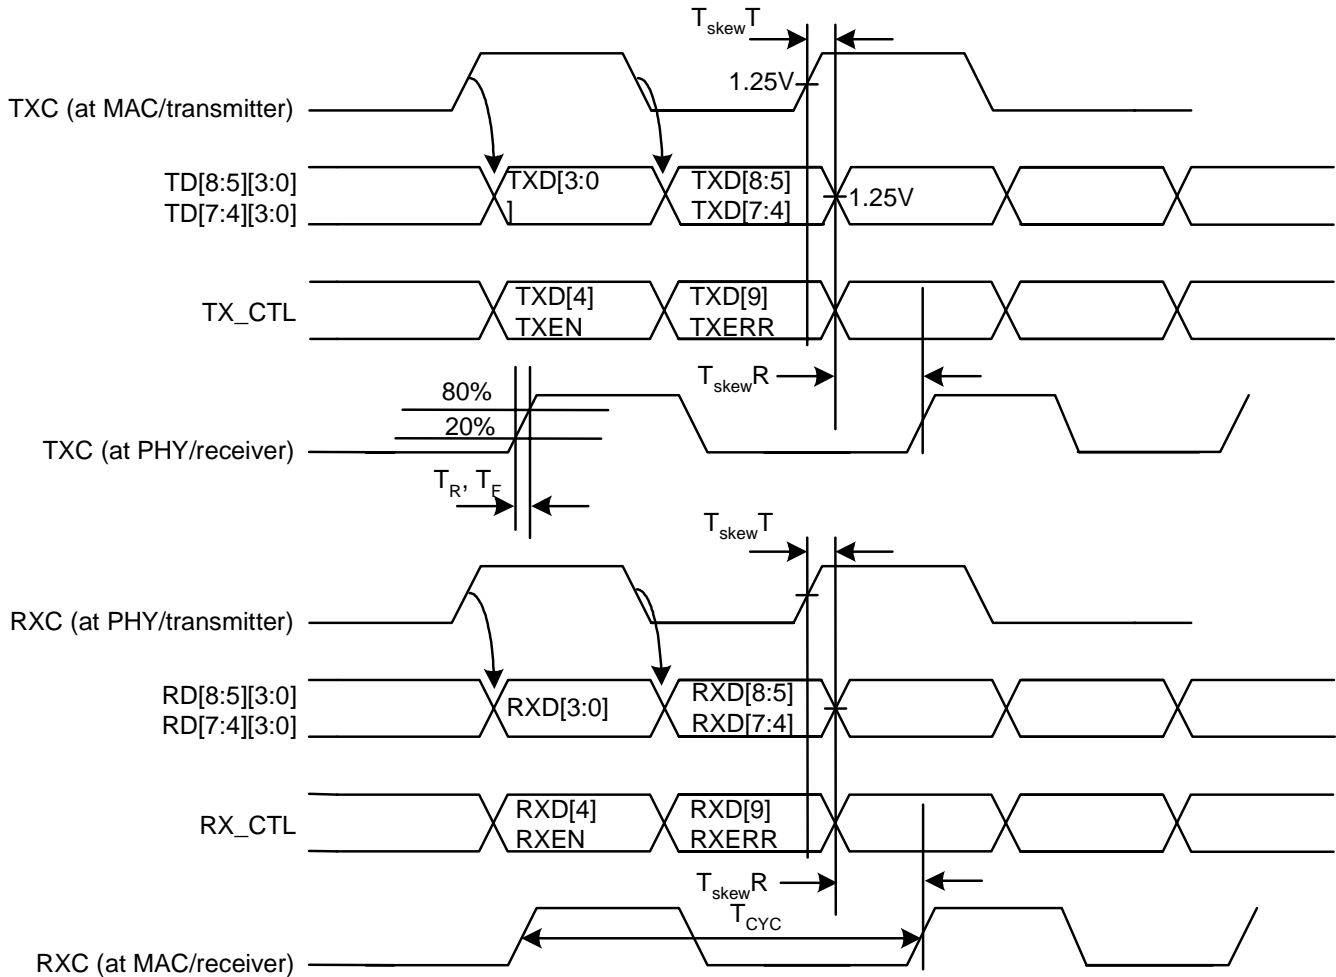 TskewT
1.25V
TXC (at MAC/transmitter)
TD[8:5][3:0]
TD[7:4][3:0]
TXD[3:0
]
TXD[8:5]
TXD[7:4]
1.25V
TX_CTL
TXD[4]
TXEN
TXD[9]
TXERR
TskewR
80%
20%
TXC (at PHY/receiver)
TR, TF
TskewT
RXC (at PHY/transmitter)
RD[8:5][3:0]
RD[7:4][3:0]
RXD[3:0]
RXD[8:5]
RXD[7:4]
RX_CTL
RXD[4]
RXEN
RXD[9]
RXERR
TskewR
TCYC
RXC (at MAC/receiver)